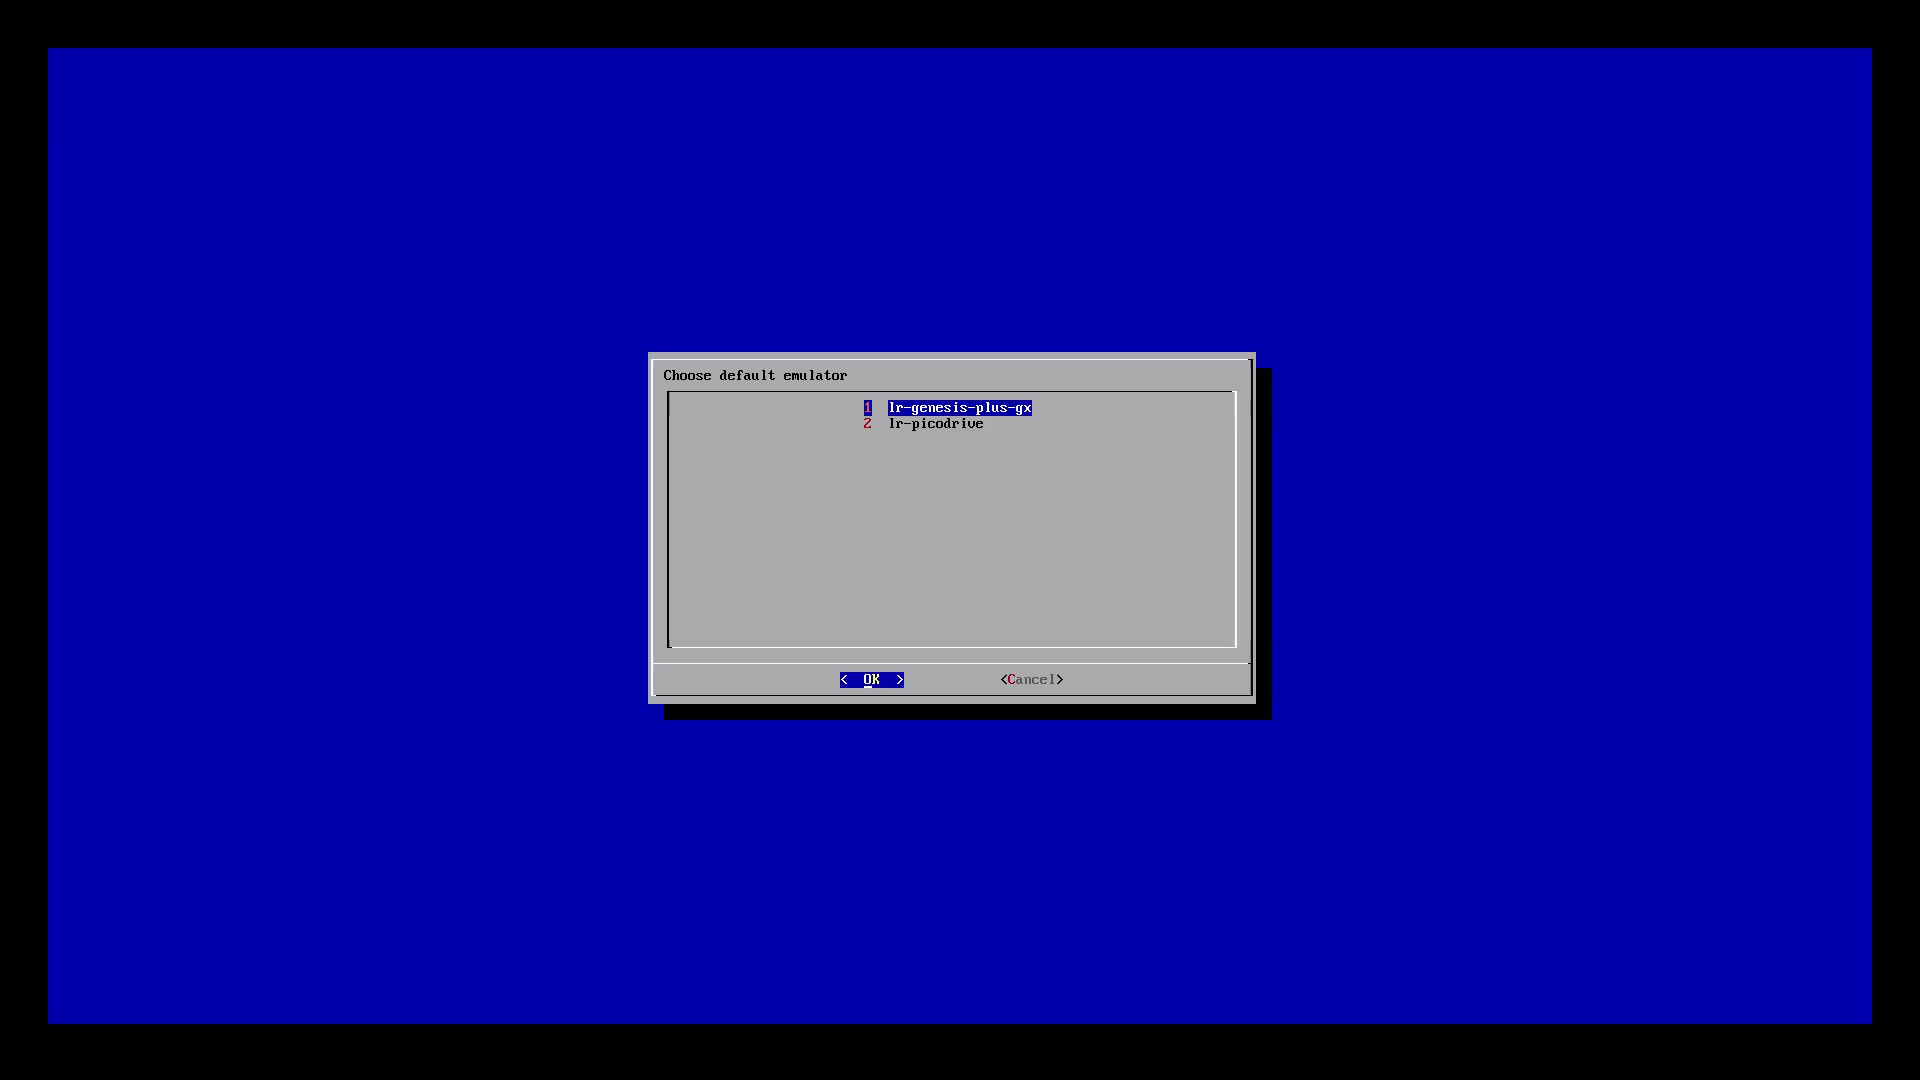 Choose default emulator
1 lr-genesis-plus-gx
2 lr-picodrive
< OK > <Cancel>